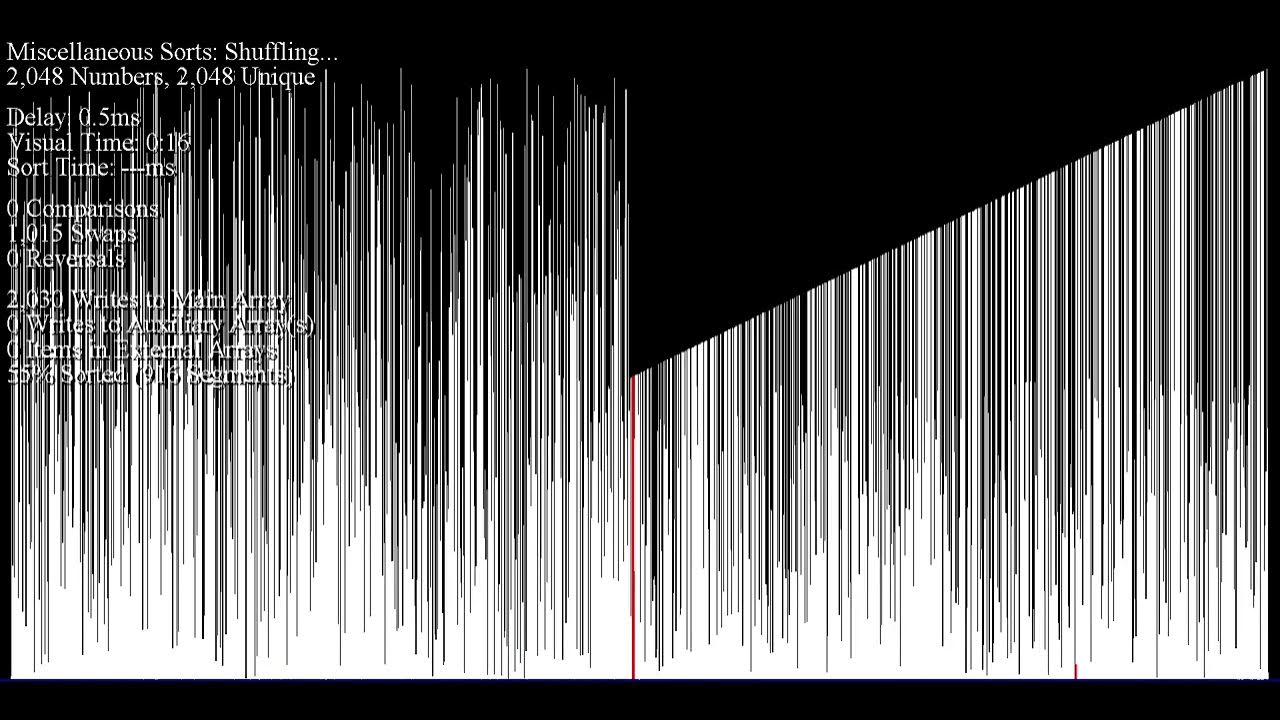 Miscellaneous Sorts: Shuffling...
2,048 Numbers, 2,048 Unique
Delay: 0.5ms
Visual Time: 0:16
Sort Time: ---ms
0 Comparisons
1,015 Swaps
0 Reversals
2,030 Writes to Main Array
0 Writes to Auxiliary Array(s)
0 Items in External Arrays
55% Sorted (916 Segments)